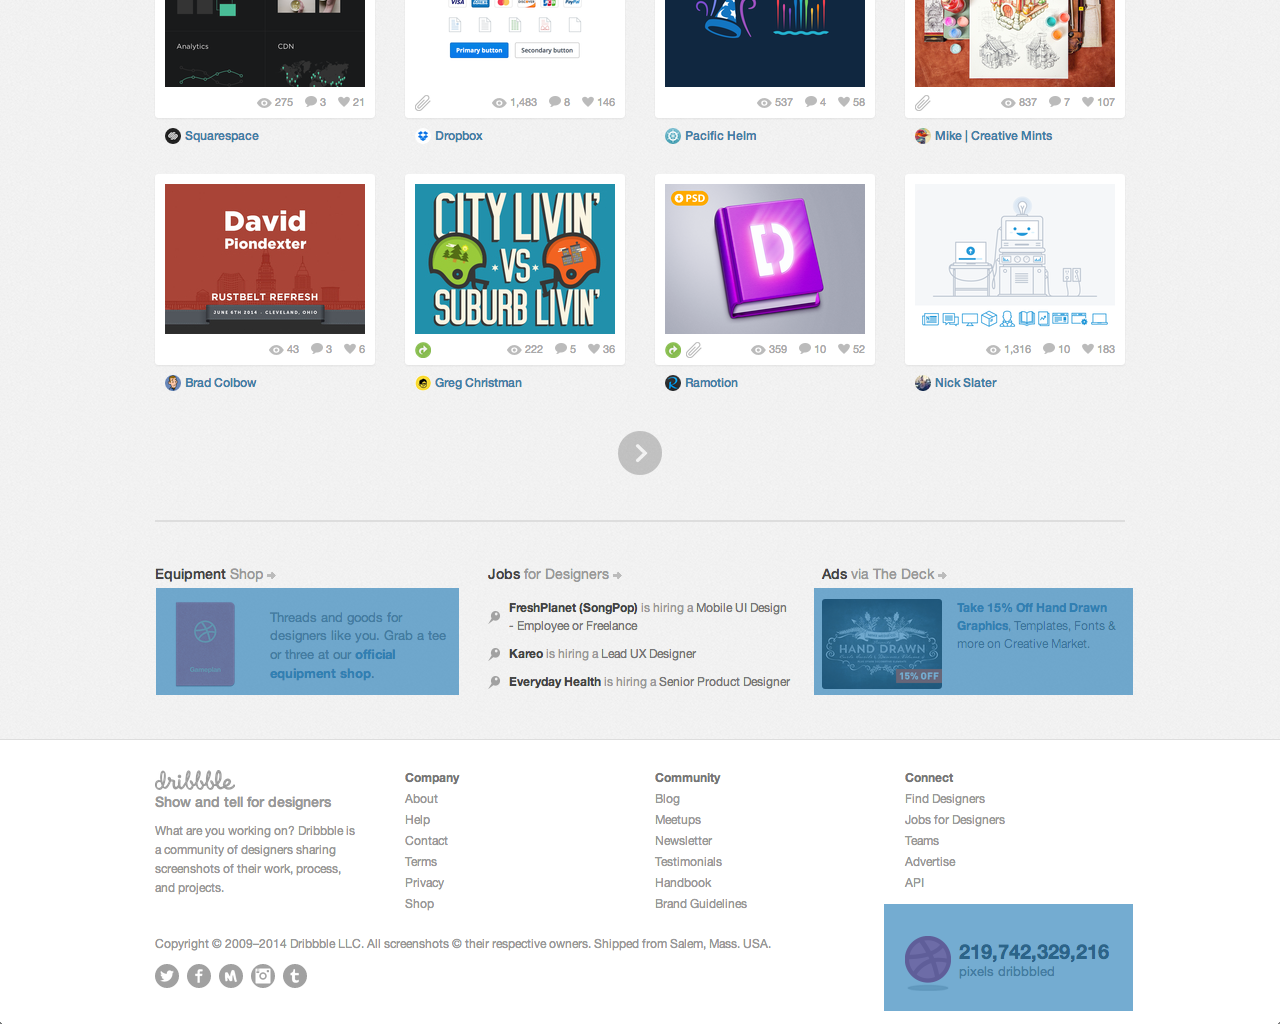 Analytics
CDN
VISA
DISCOVER
JCB
PayPal
Primary button
Secondary button
275 3 21
1,483 8 146
537 4 58
837 7 107
Squarespace
Dropbox
Pacific Helm
Mike | Creative Mints
David
Piondexter
RUSTBELT REFRESH
JUNE 6TH 2014 · CLEVELAND, OHIO
CITY LIVIN'
VS
SUBURB LIVIN'
PSD
D
43 3 6
222 5 36
359 10 52
1,316 10 183
Brad Colbow
Greg Christman
Ramotion
Nick Slater
Equipment Shop
Threads and goods for
designers like you. Grab a tee
or three at our official
equipment shop.
Jobs for Designers
FreshPlanet (SongPop) is hiring a Mobile UI Design
- Employee or Freelance
Kareo is hiring a Lead UX Designer
Everyday Health is hiring a Senior Product Designer
Ads via The Deck
HAND DRAWN
15% OFF
Take 15% Off Hand Drawn
Graphics, Templates, Fonts &
more on Creative Market.
dribbble
Show and tell for designers
What are you working on? Dribbble is
a community of designers sharing
screenshots of their work, process,
and projects.
Company
About
Help
Contact
Terms
Privacy
Shop
Community
Blog
Meetups
Newsletter
Testimonials
Handbook
Brand Guidelines
Connect
Find Designers
Jobs for Designers
Teams
Advertise
API
Copyright © 2009–2014 Dribbble LLC. All screenshots © their respective owners. Shipped from Salem, Mass. USA.
219,742,329,216
pixels dribbbled